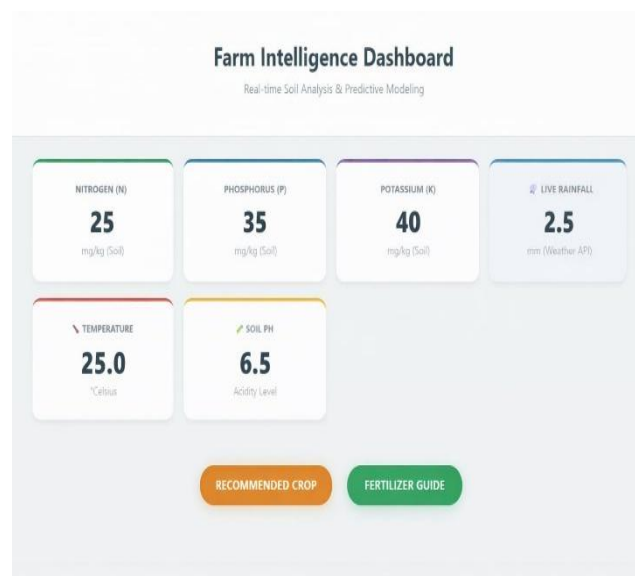 Farm Intelligence Dashboard
Real-time Soil Analysis & Predictive Modeling
NITROGEN (N)
25
mg/kg (Soil)
PHOSPHORUS (P)
35
mg/kg (Soil)
POTASSIUM (K)
40
mg/kg (Soil)
LIVE RAINFALL
2.5
mm (Weather API)
TEMPERATURE
25.0
°Celsius
SOIL PH
6.5
Acidity Level
RECOMMENDED CROP
FERTILIZER GUIDE